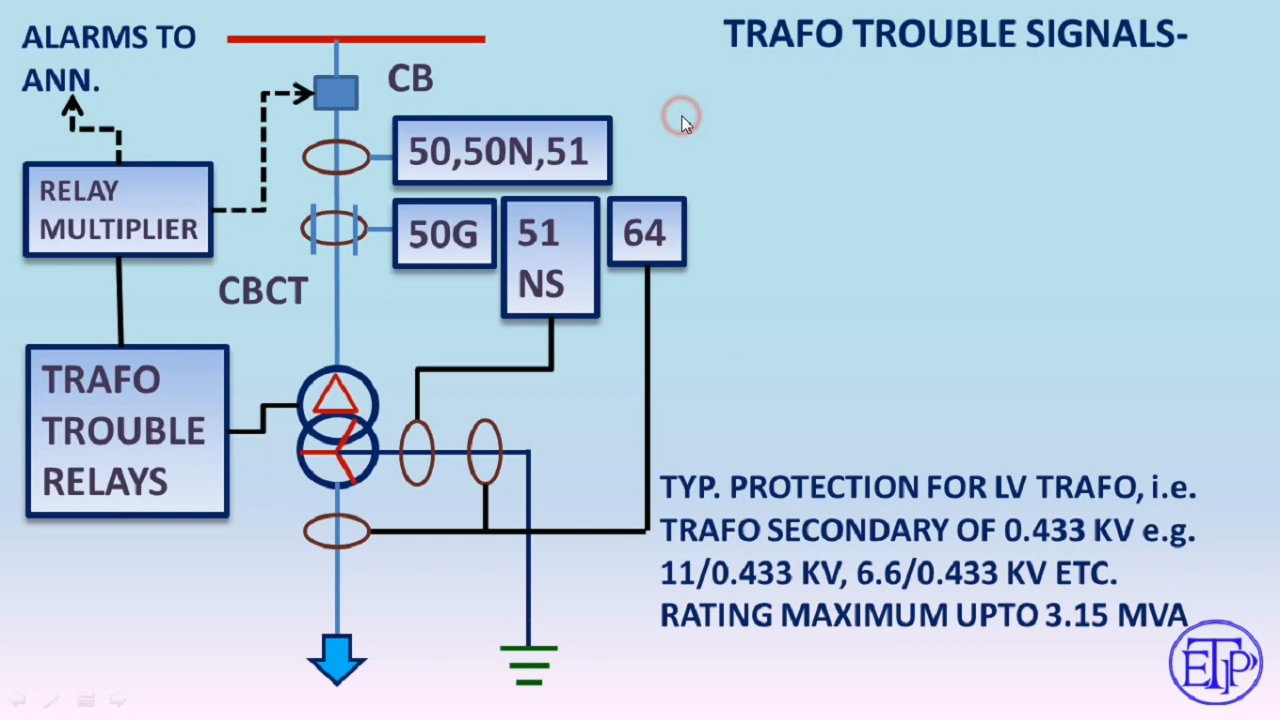 TRAFO TROUBLE SIGNALS-
ALARMS TO
ANN.
CB
50,50N,51
RELAY
MULTIPLIER
50G
51
NS
64
CBCT
TRAFO
TROUBLE
RELAYS
TYP. PROTECTION FOR LV TRAFO, i.e.
TRAFO SECONDARY OF 0.433 KV e.g.
11/0.433 KV, 6.6/0.433 KV ETC.
RATING MAXIMUM UPTO 3.15 MVA
ETP